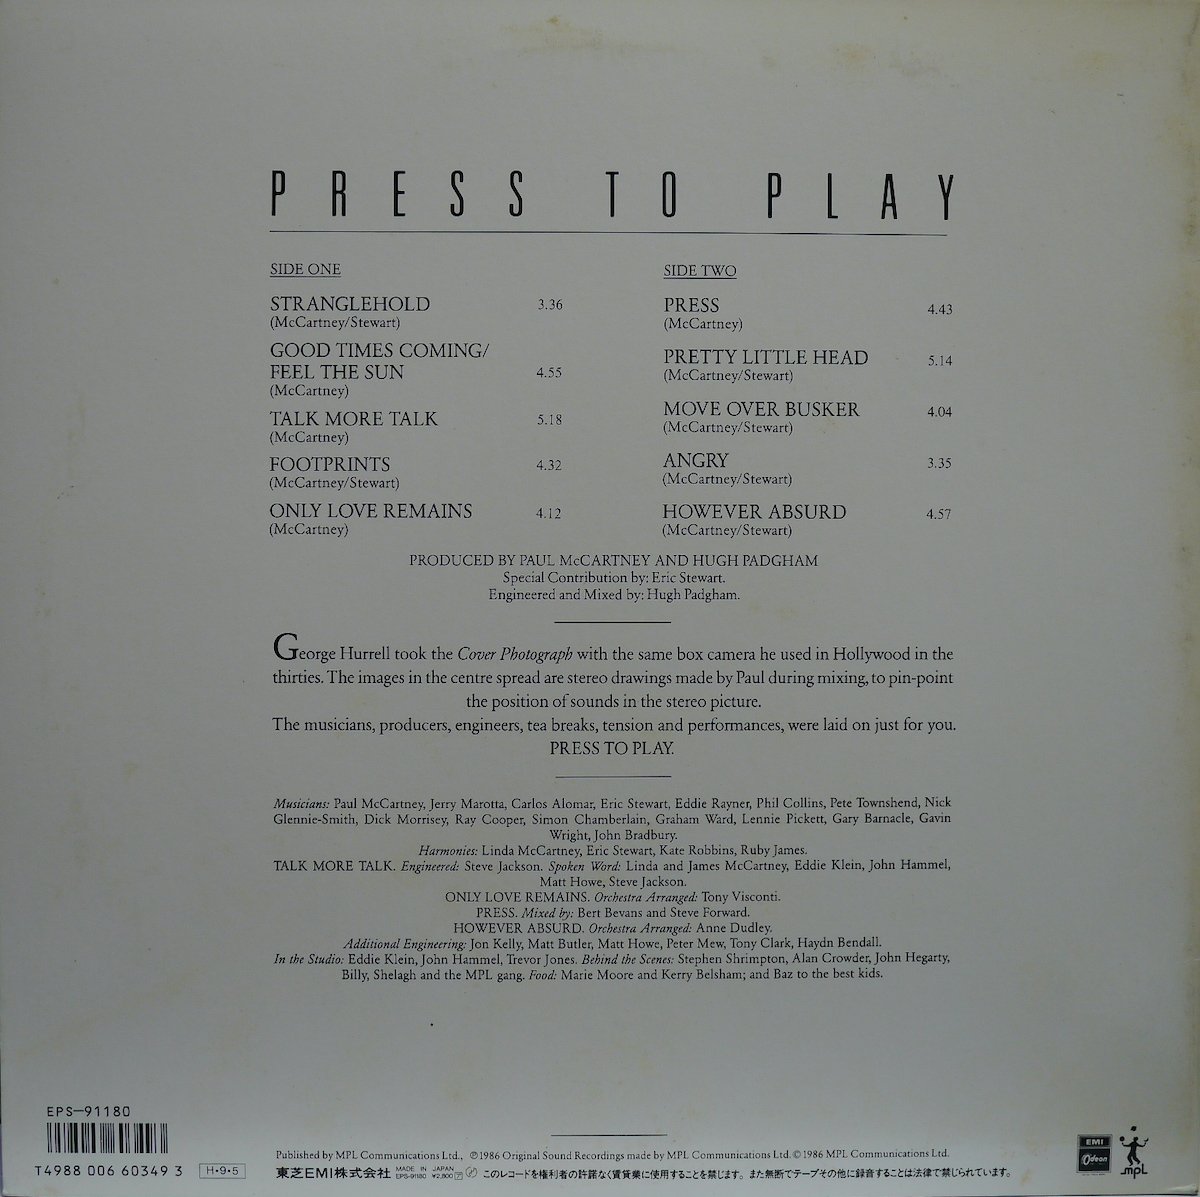 PRESS TO PLAY
SIDE ONE
STRANGLEHOLD 3.36
(McCartney/Stewart)
GOOD TIMES COMING/
FEEL THE SUN 4.55
(McCartney)
TALK MORE TALK 5.18
(McCartney)
FOOTPRINTS 4.32
(McCartney/Stewart)
ONLY LOVE REMAINS 4.12
(McCartney)
SIDE TWO
PRESS 4.43
(McCartney)
PRETTY LITTLE HEAD 5.14
(McCartney/Stewart)
MOVE OVER BUSKER 4.04
(McCartney/Stewart)
ANGRY 3.35
(McCartney/Stewart)
HOWEVER ABSURD 4.57
(McCartney/Stewart)
PRODUCED BY PAUL McCARTNEY AND HUGH PADGHAM
Special Contribution by: Eric Stewart.
Engineered and Mixed by: Hugh Padgham.
George Hurrell took the Cover Photograph with the same box camera he used in Hollywood in the
thirties. The images in the centre spread are stereo drawings made by Paul during mixing, to pin-point
the position of sounds in the stereo picture.
The musicians, producers, engineers, tea breaks, tension and performances, were laid on just for you.
PRESS TO PLAY.
Musicians: Paul McCartney, Jerry Marotta, Carlos Alomar, Eric Stewart, Eddie Rayner, Phil Collins, Pete Townshend, Nick
Glennie-Smith, Dick Morrisey, Ray Cooper, Simon Chamberlain, Graham Ward, Lennie Pickett, Gary Barnacle, Gavin
Wright, John Bradbury.
Harmonies: Linda McCartney, Eric Stewart, Kate Robbins, Ruby James.
TALK MORE TALK. Engineered: Steve Jackson. Spoken Word: Linda and James McCartney, Eddie Klein, John Hammel,
Matt Howe, Steve Jackson.
ONLY LOVE REMAINS. Orchestra Arranged: Tony Visconti.
PRESS. Mixed by: Bert Bevans and Steve Forward.
HOWEVER ABSURD. Orchestra Arranged: Anne Dudley.
Additional Engineering: Jon Kelly, Matt Butler, Matt Howe, Peter Mew, Tony Clark, Haydn Bendall.
In the Studio: Eddie Klein, John Hammel, Trevor Jones. Behind the Scenes: Stephen Shrimpton, Alan Crowder, John Hegarty,
Billy, Shelagh and the MPL gang. Food: Marie Moore and Kerry Belsham; and Baz to the best kids.
EPS-91180
T4988 006 60349 3 H·9·5
Published by MPL Communications Ltd., ℗1986 Original Sound Recordings made by MPL Communications Ltd. ©1986 MPL Communications Ltd.
東芝EMI株式会社 MADE IN JAPAN EPS-91180 ¥2,800 このレコードを権利者の許諾なく賃貸業に使用することを禁じます。また無断でテープその他に録音することは法律で禁じられています。
EMI
Odeon
mpl